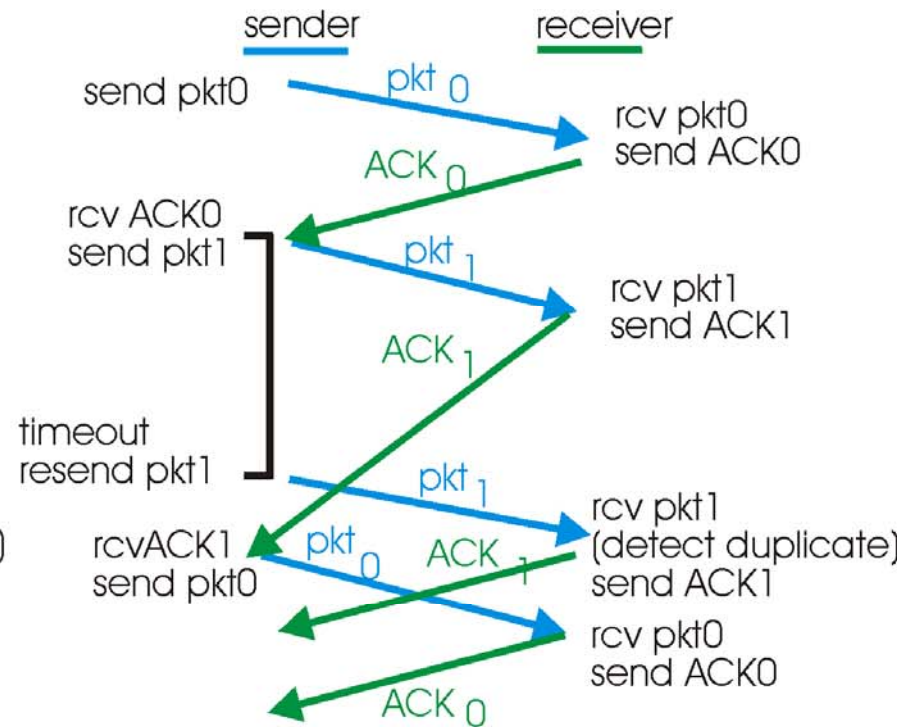 sender
receiver
send pkt0
pkt 0
rcv pkt0
send ACK0
ACK 0
rcv ACK0
send pkt1
pkt 1
rcv pkt1
send ACK1
ACK 1
timeout
resend pkt1
pkt 1
rcv pkt1
(detect duplicate)
send ACK1
)
rcvACK1
send pkt0
pkt 0
ACK 1
rcv pkt0
send ACK0
ACK 0